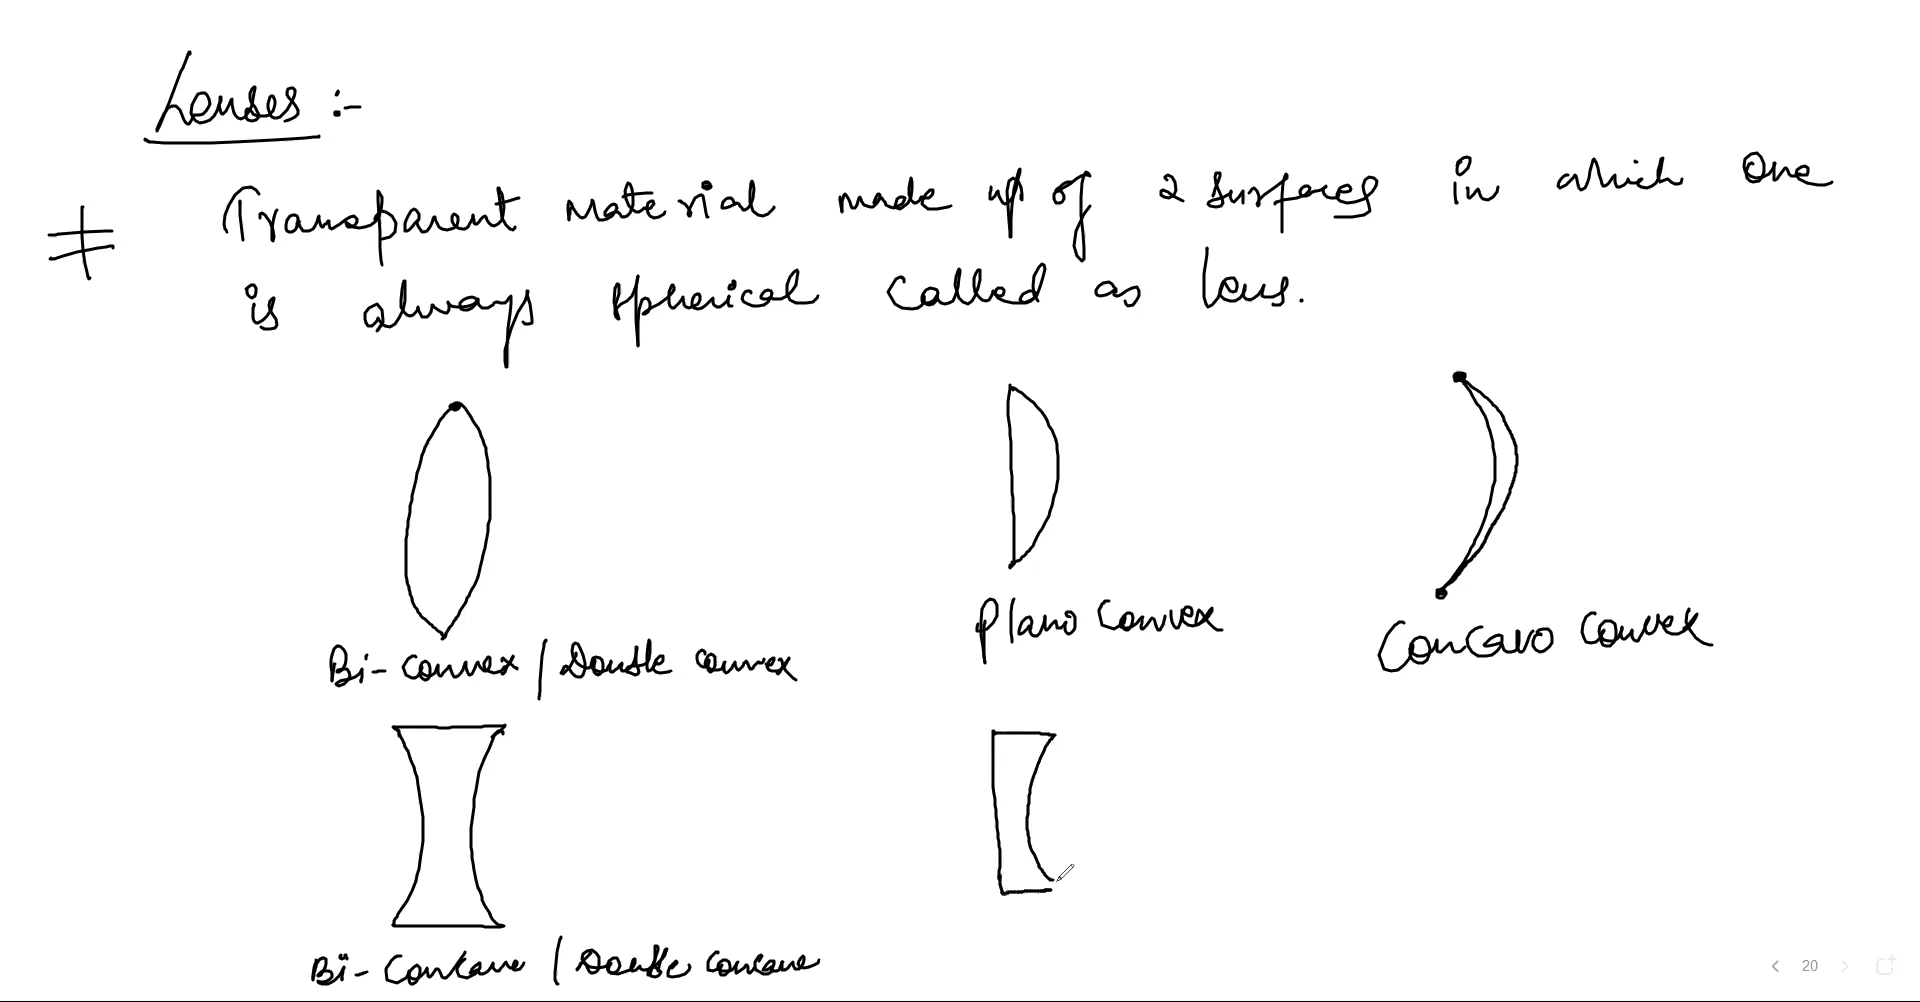 Lenses :-
Transparent material made up of 2 surfaces in which one
is always spherical called as lens.
Bi-convex / Double convex
Plano convex
Concavo convex
Bi-Concave / Double concave
20